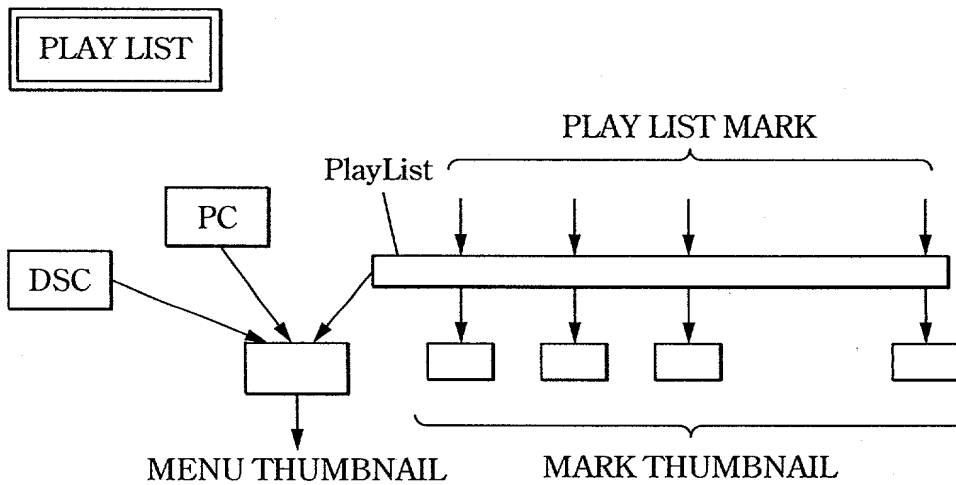 PLAY LIST
PLAY LIST MARK
PlayList
PC
DSC
MENU THUMBNAIL
MARK THUMBNAIL